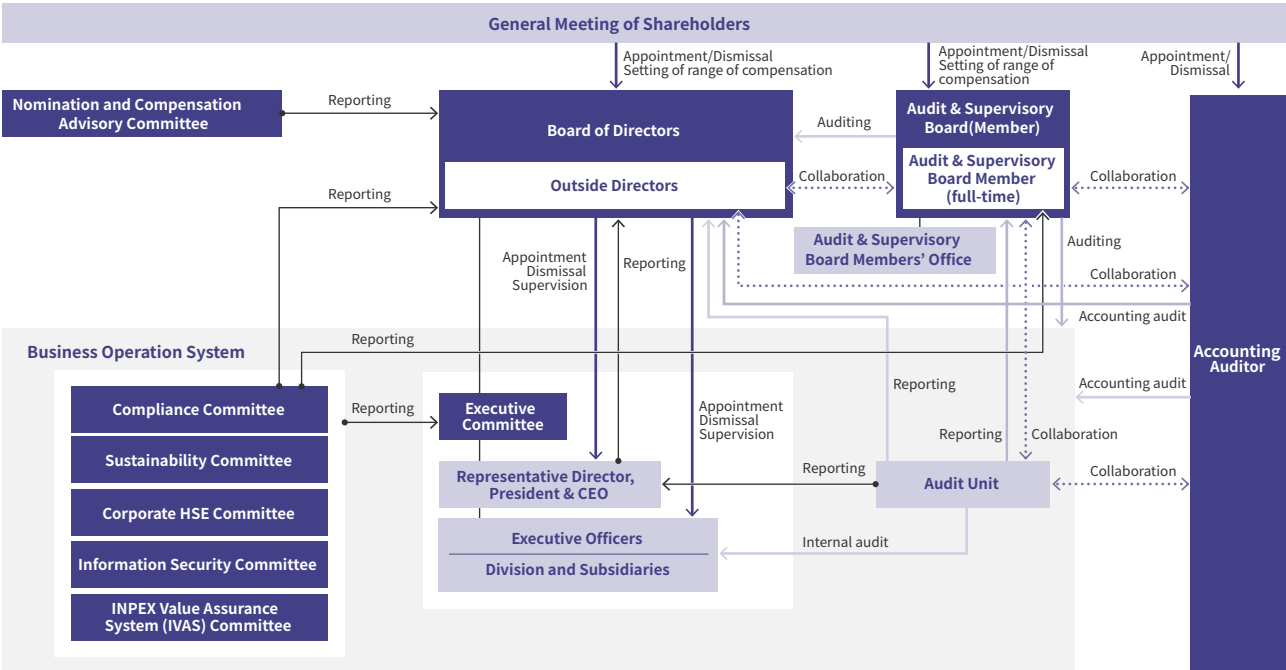 General Meeting of Shareholders
Appointment/Dismissal
Setting of range of compensation
Appointment/Dismissal
Setting of range of
compensation
Appointment/
Dismissal
Nomination and Compensation
Advisory Committee
Reporting
Board of Directors
Outside Directors
Auditing
Collaboration
Audit & Supervisory
Board(Member)
Audit & Supervisory
Board Member
(full-time)
Collaboration
Reporting
Audit & Supervisory
Board Members’ Office
Auditing
Appointment
Dismissal
Supervision
Reporting
Collaboration
Accounting audit
Accounting
Auditor
Business Operation System
Reporting
Accounting audit
Compliance Committee
Sustainability Committee
Corporate HSE Committee
Information Security Committee
INPEX Value Assurance
System (IVAS) Committee
Reporting
Executive
Committee
Appointment
Dismissal
Supervision
Reporting
Reporting
Collaboration
Representative Director,
President & CEO
Reporting
Audit Unit
Collaboration
Executive Officers
Division and Subsidiaries
Internal audit